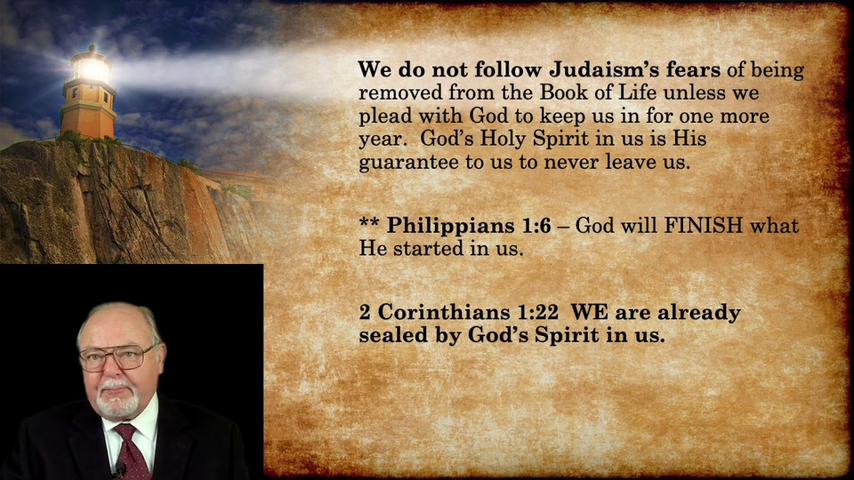 We do not follow Judaism’s fears of being
removed from the Book of Life unless we
plead with God to keep us in for one more
year.  God’s Holy Spirit in us is His
guarantee to us to never leave us.
** Philippians 1:6 – God will FINISH what
He started in us.
2 Corinthians 1:22  WE are already
sealed by God’s Spirit in us.